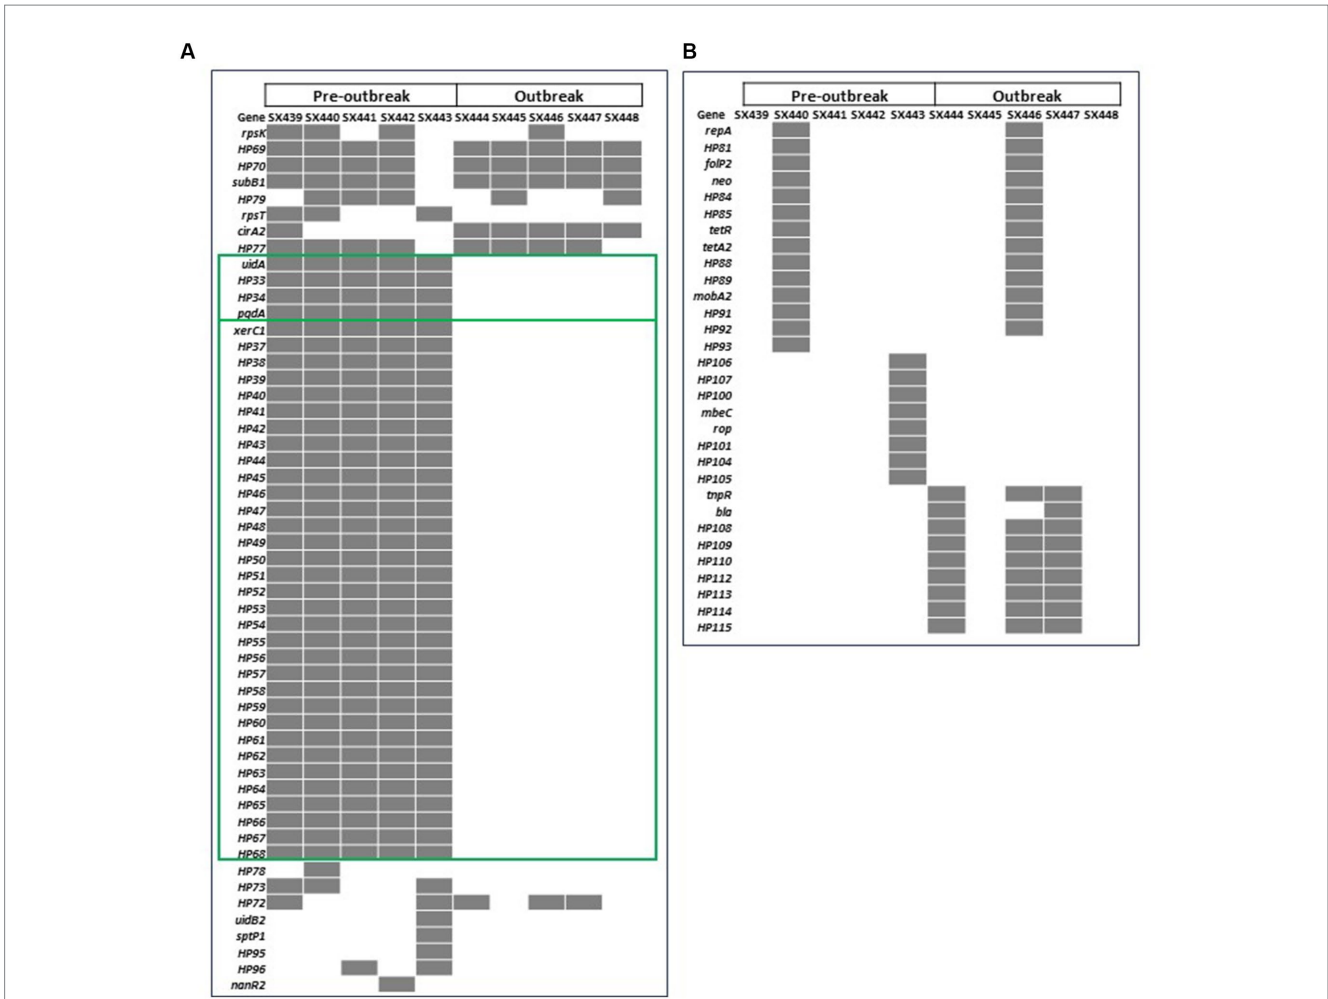 A
Pre-outbreak Outbreak
Gene SX439 SX440 SX441 SX442 SX443 SX444 SX445 SX446 SX447 SX448
rpsK
HP69
HP70
subB1
HP79
rpsT
cirA2
HP77
uidA
HP33
HP34
pqdA
xerC1
HP37
HP38
HP39
HP40
HP41
HP42
HP43
HP44
HP45
HP46
HP47
HP48
HP49
HP50
HP51
HP52
HP53
HP54
HP55
HP56
HP57
HP58
HP59
HP60
HP61
HP62
HP63
HP64
HP65
HP66
HP67
HP68
HP78
HP73
HP72
uidB2
sptP1
HP95
HP96
nanR2
B
Pre-outbreak Outbreak
Gene SX439 SX440 SX441 SX442 SX443 SX444 SX445 SX446 SX447 SX448
repA
HP81
folP2
neo
HP84
HP85
tetR
tetA2
HP88
HP89
mobA2
HP91
HP92
HP93
HP106
HP107
HP100
mbeC
rop
HP101
HP104
HP105
tnpR
bla
HP108
HP109
HP110
HP112
HP113
HP114
HP115